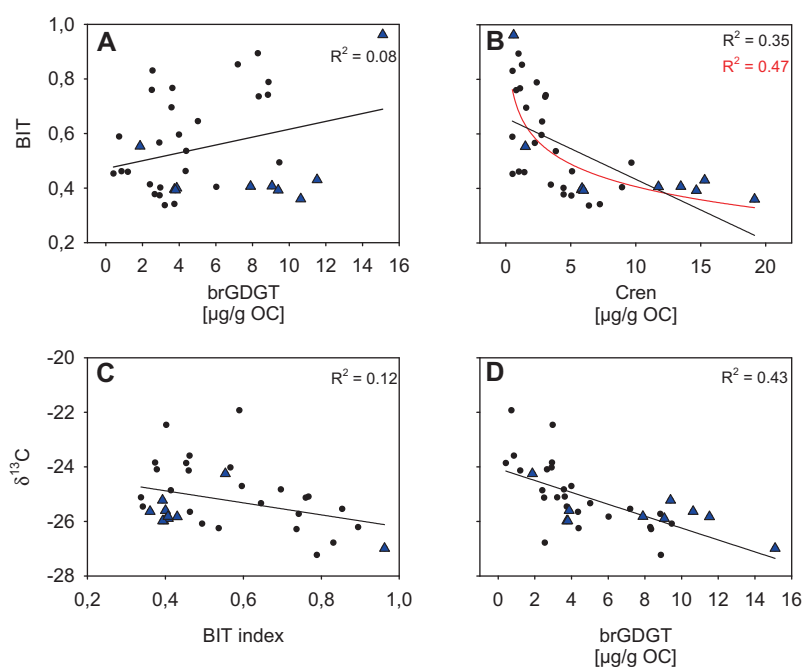 A
R² = 0.08
BIT
1,0
0,8
0,6
0,4
0,2
0 2 4 6 8 10 12 14 16
brGDGT
[µg/g OC]
B
R² = 0.35
R² = 0.47
0 5 10 15 20
Cren
[µg/g OC]
C
R² = 0.12
δ¹³C
-20
-22
-24
-26
-28
0,2 0,4 0,6 0,8 1,0
BIT index
D
R² = 0.43
0 2 4 6 8 10 12 14 16
brGDGT
[µg/g OC]